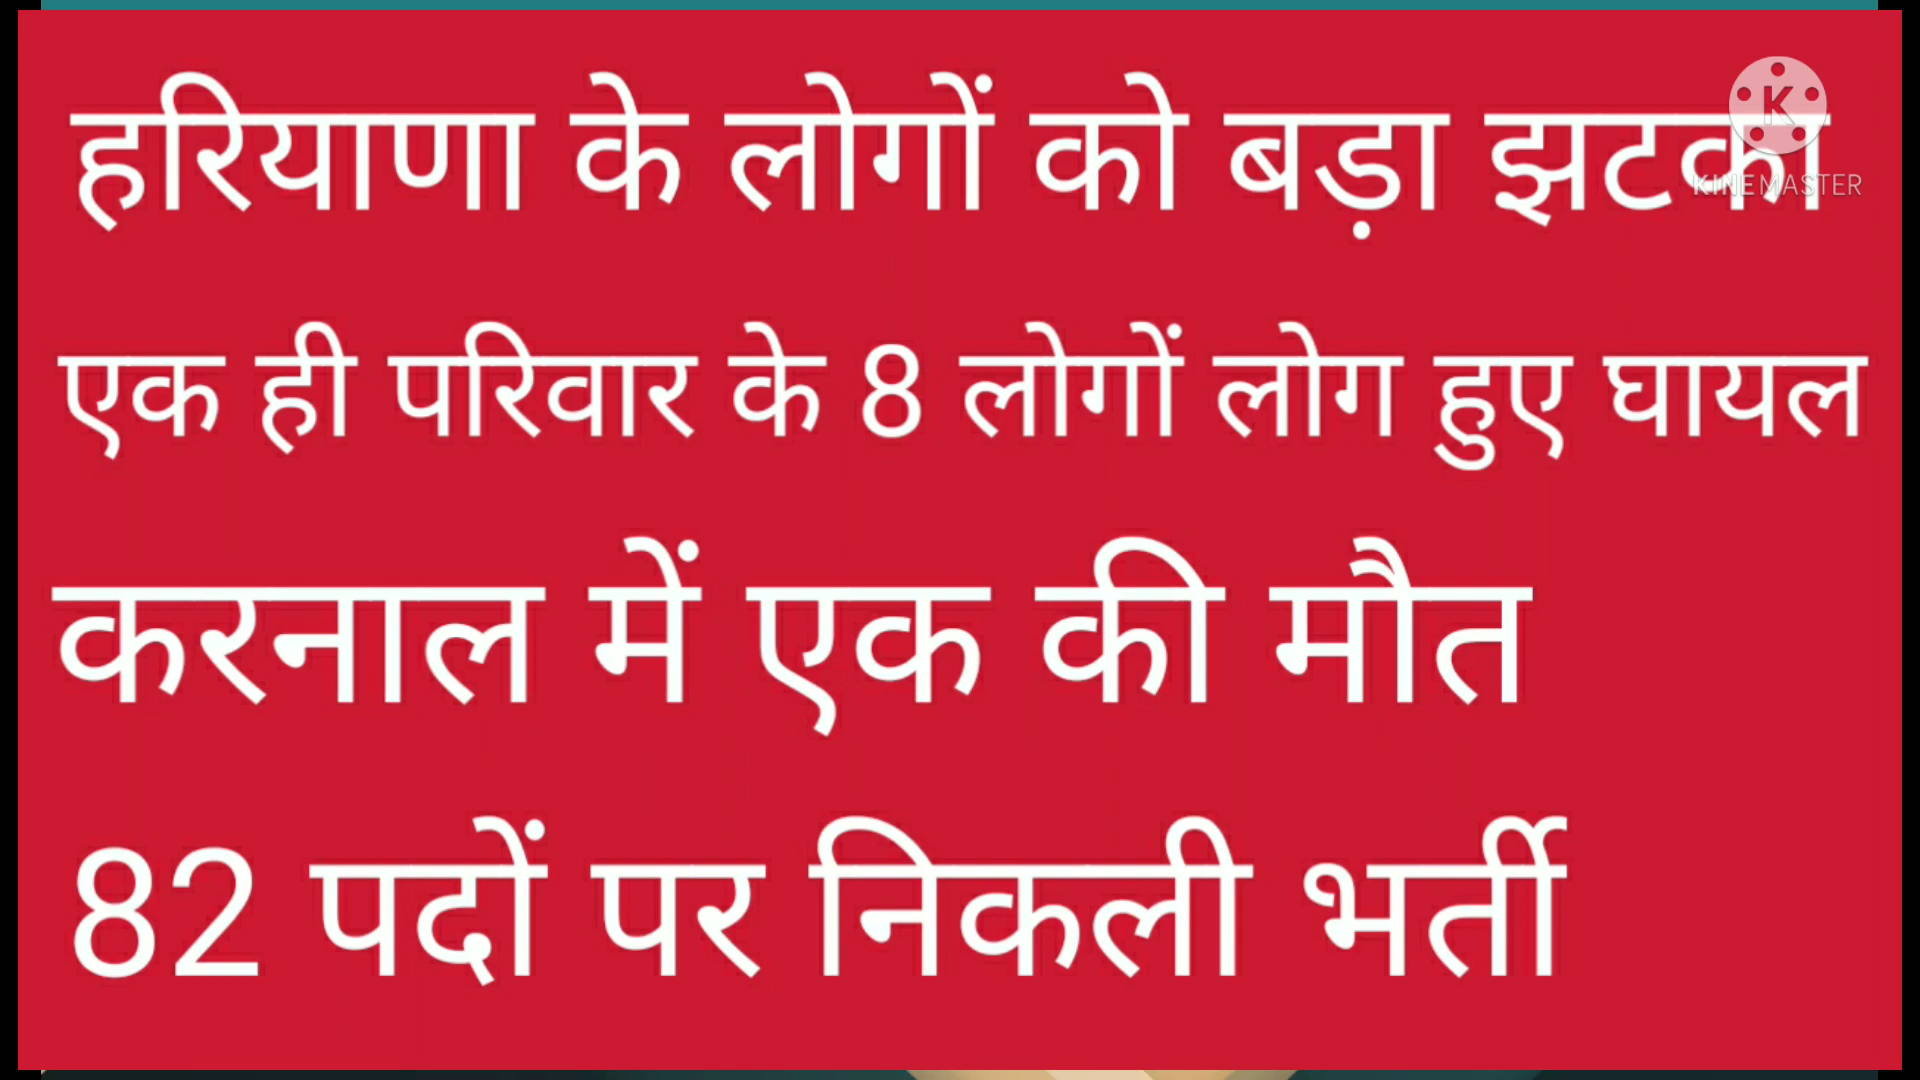 हरियाणा के लोगों को बड़ा झटका
K
KINEMASTER
एक ही परिवार के 8 लोगों लोग हुए घायल
करनाल में एक की मौत
82 पदों पर निकली भर्ती